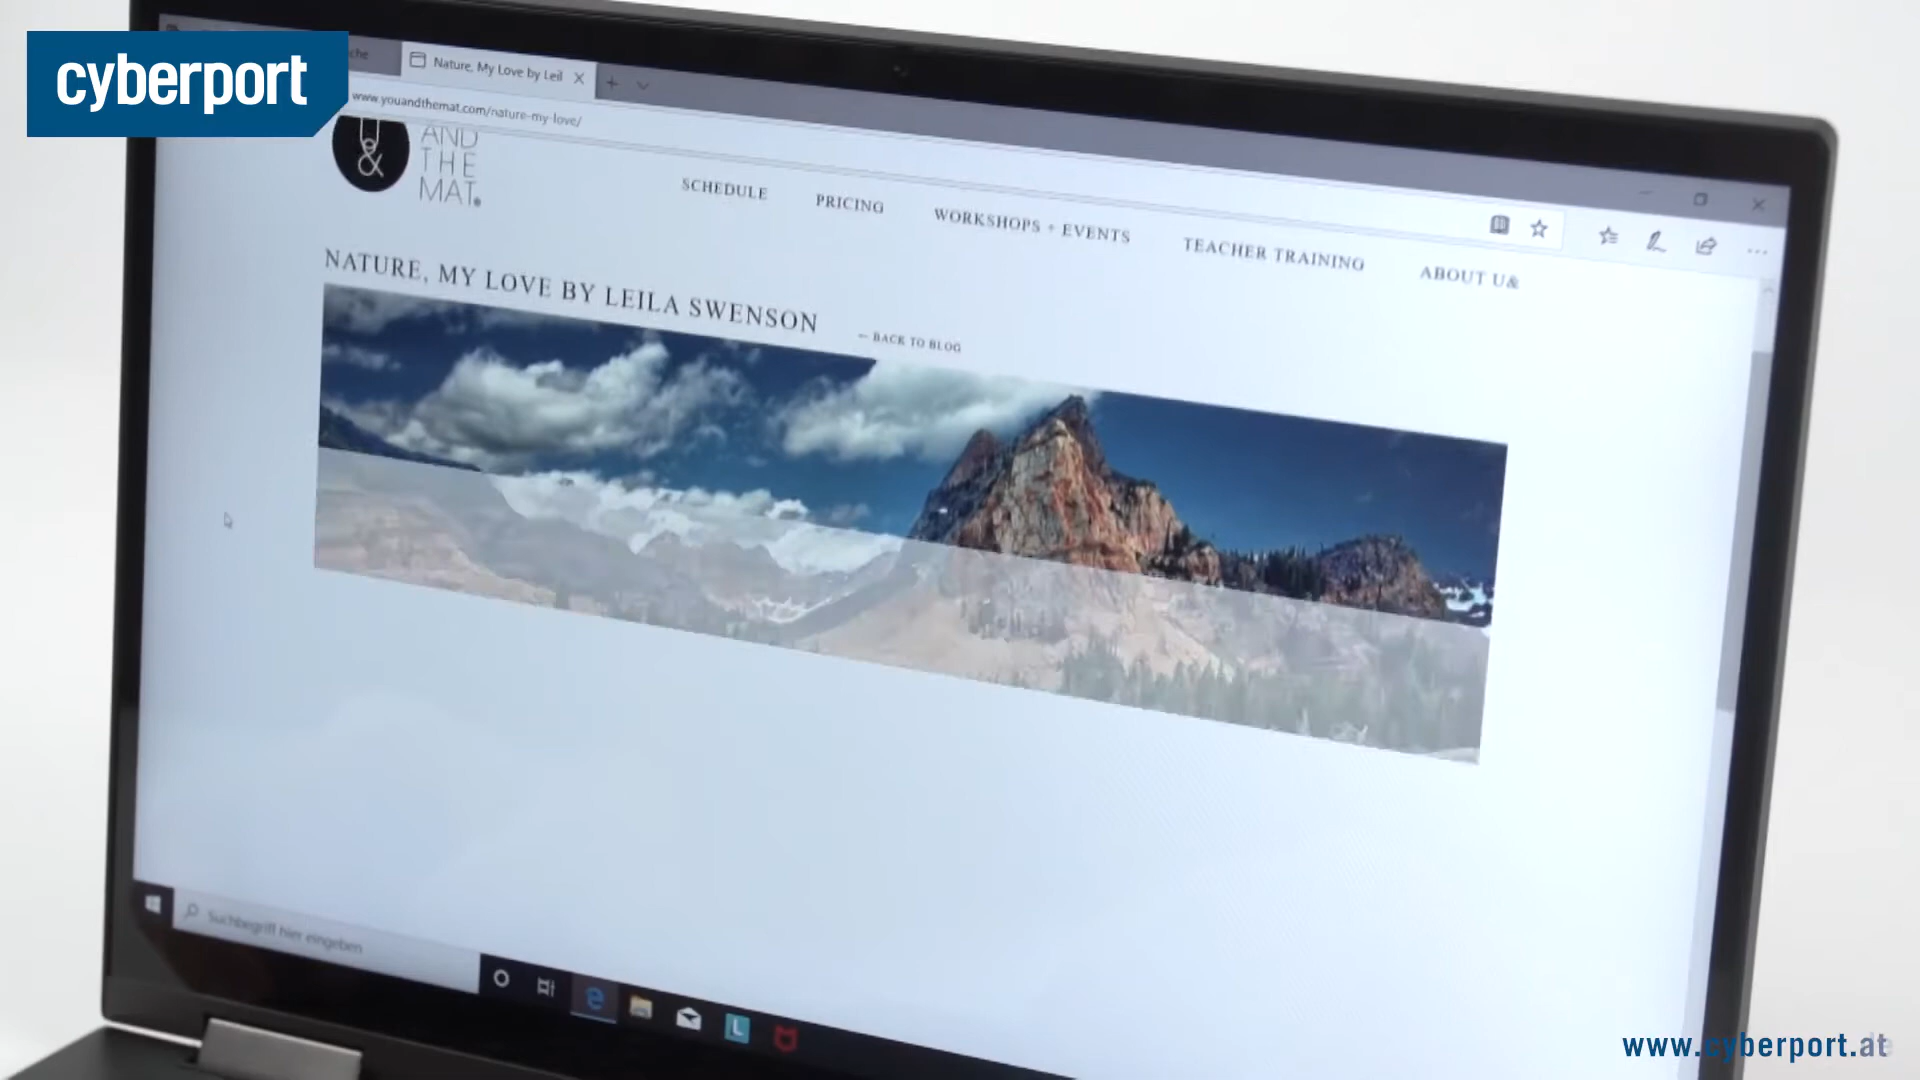 cyberport
Nature, My Love by Leil
www.youandthemat.com/nature-my-love/
U
&
AND
THE
MAT
SCHEDULE
PRICING
WORKSHOPS + EVENTS
TEACHER TRAINING
ABOUT U&
NATURE, MY LOVE BY LEILA SWENSON
← BACK TO BLOG
Suchbegriff hier eingeben
www.cyberport.at